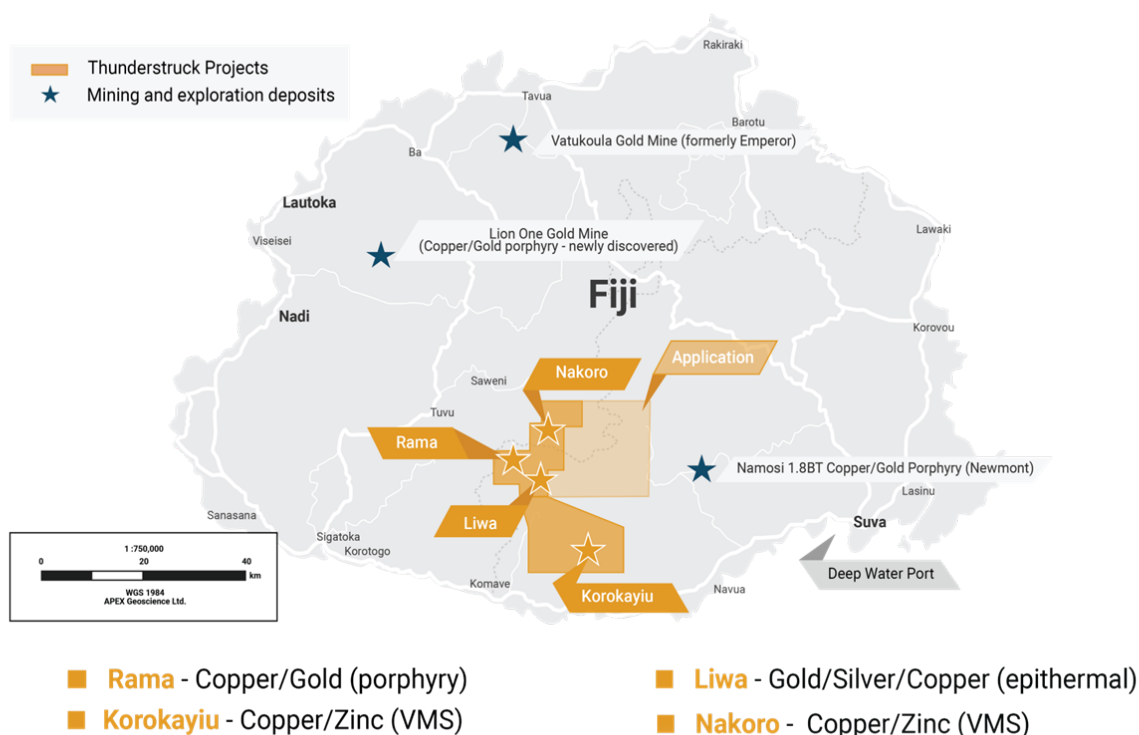 Thunderstruck Projects
Mining and exploration deposits
Rakiraki
Tavua
Barotu
Ba
Vatukoula Gold Mine (formerly Emperor)
Lautoka
Viseisei
Lion One Gold Mine
(Copper/Gold porphyry - newly discovered)
Lawaki
Fiji
Nadi
Korovou
Application
Nakoro
Saweni
Tuvu
Rama
Namosi 1.8BT Copper/Gold Porphyry (Newmont)
Lasinu
Sanasana
Liwa
Suva
Sigatoka
Korotogo
1 :750,000
0 20 40
km
WGS 1984
APEX Geoscience Ltd.
Deep Water Port
Komave
Korokayiu
Navua
Rama - Copper/Gold (porphyry)
Liwa - Gold/Silver/Copper (epithermal)
Korokayiu - Copper/Zinc (VMS)
Nakoro - Copper/Zinc (VMS)